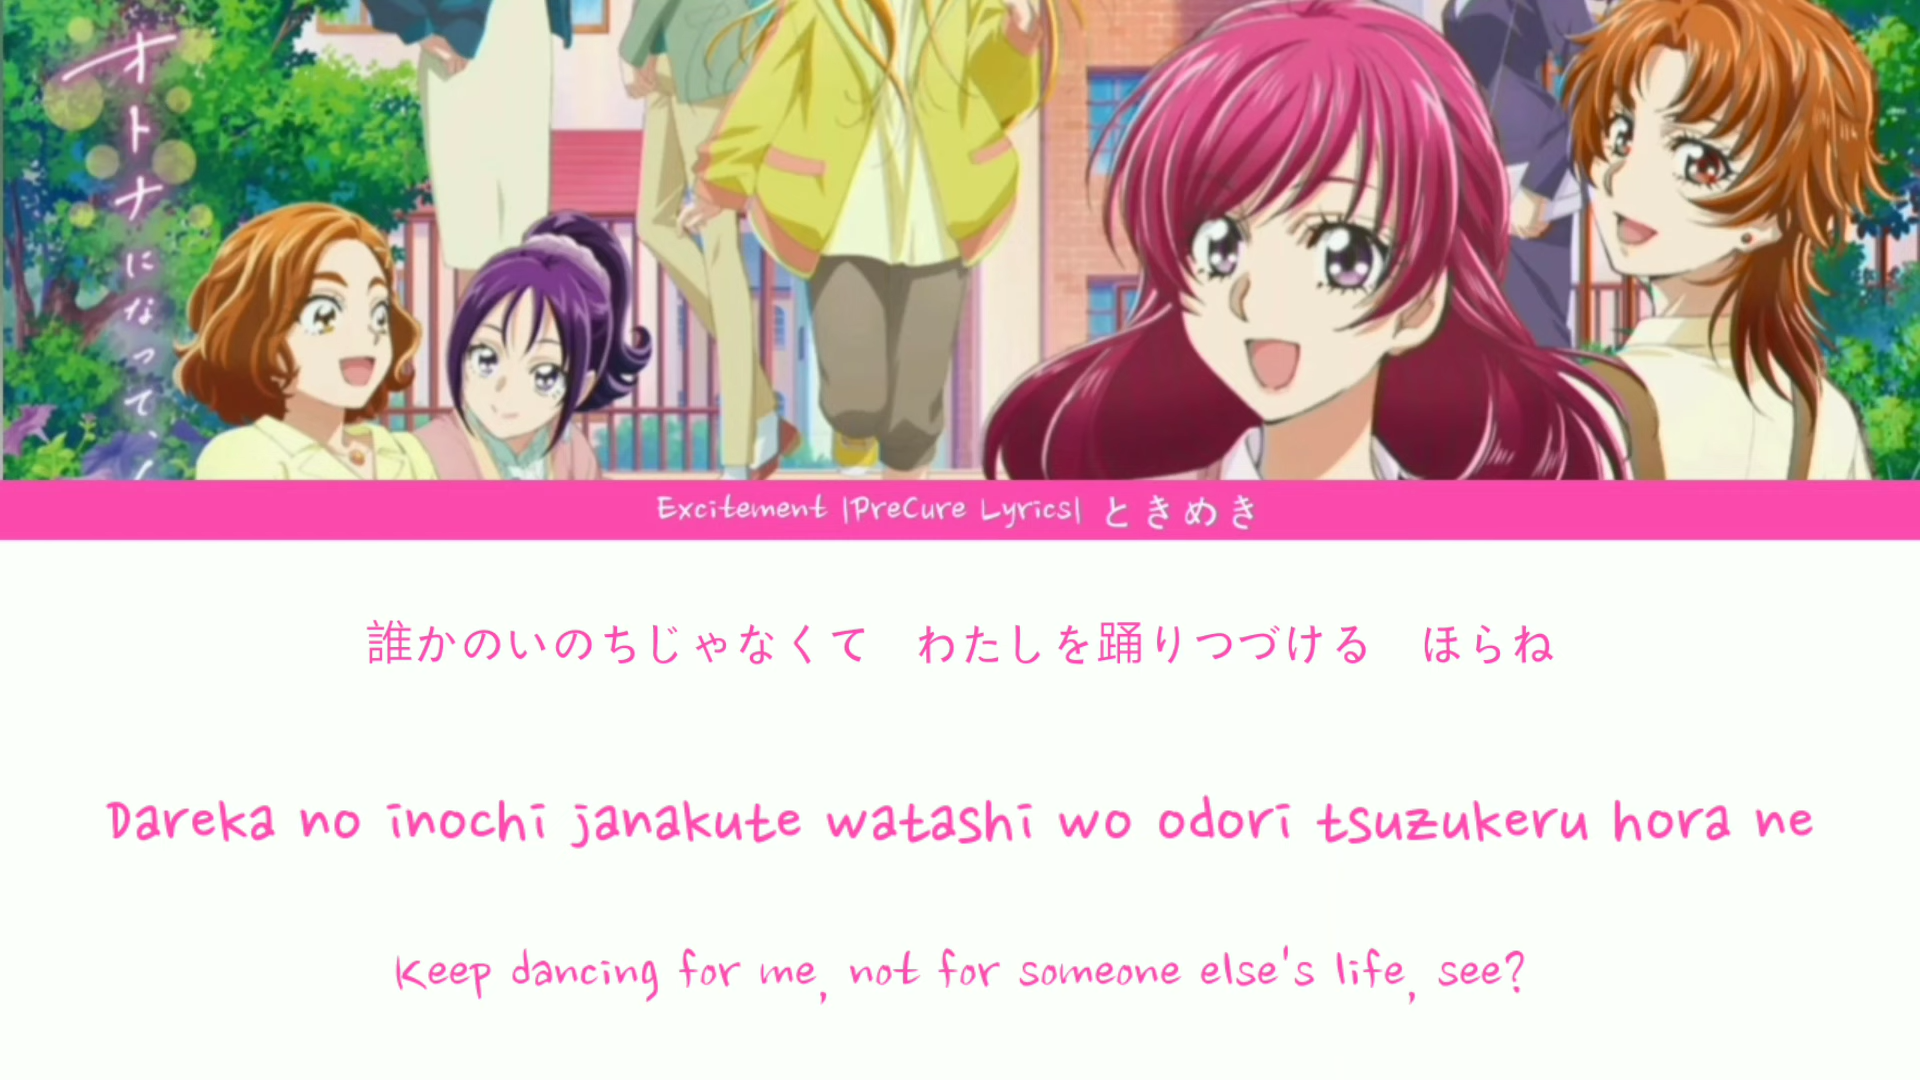 オトナになって、
Excitement |PreCure Lyrics| ときめき
誰かのいのちじゃなくて　わたしを踊りつづける　ほらね
Dareka no inochi janakute watashi wo odori tsuzukeru hora ne
Keep dancing for me, not for someone else's life, see?